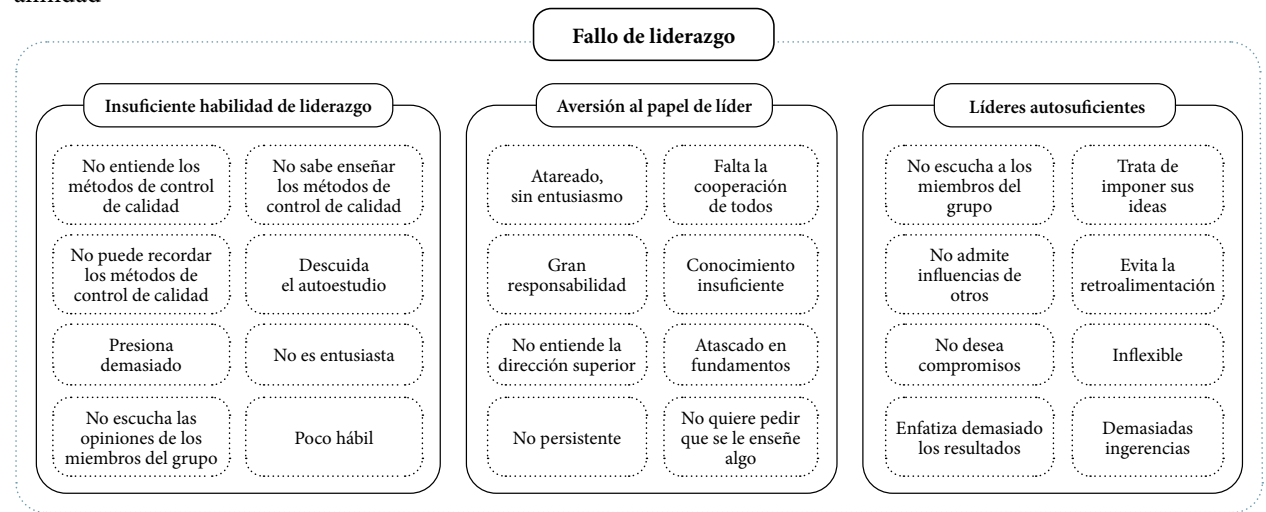 afinidad
Fallo de liderazgo
Insuficiente habilidad de liderazgo
No entiende los
métodos de control
de calidad
No sabe enseñar
los métodos de
control de calidad
No puede recordar
los métodos de
control de calidad
Descuida
el autoestudio
Presiona
demasiado
No es entusiasta
No escucha las
opiniones de los
miembros del grupo
Poco hábil
Aversión al papel de líder
Atareado,
sin entusiasmo
Falta la
cooperación
de todos
Gran
responsabilidad
Conocimiento
insuficiente
No entiende la
dirección superior
Atascado en
fundamentos
No persistente
No quiere pedir
que se le enseñe
algo
Líderes autosuficientes
No escucha a los
miembros del
grupo
Trata de
imponer sus
ideas
No admite
influencias de
otros
Evita la
retroalimentación
No desea
compromisos
Inflexible
Enfatiza demasiado
los resultados
Demasiadas
ingerencias